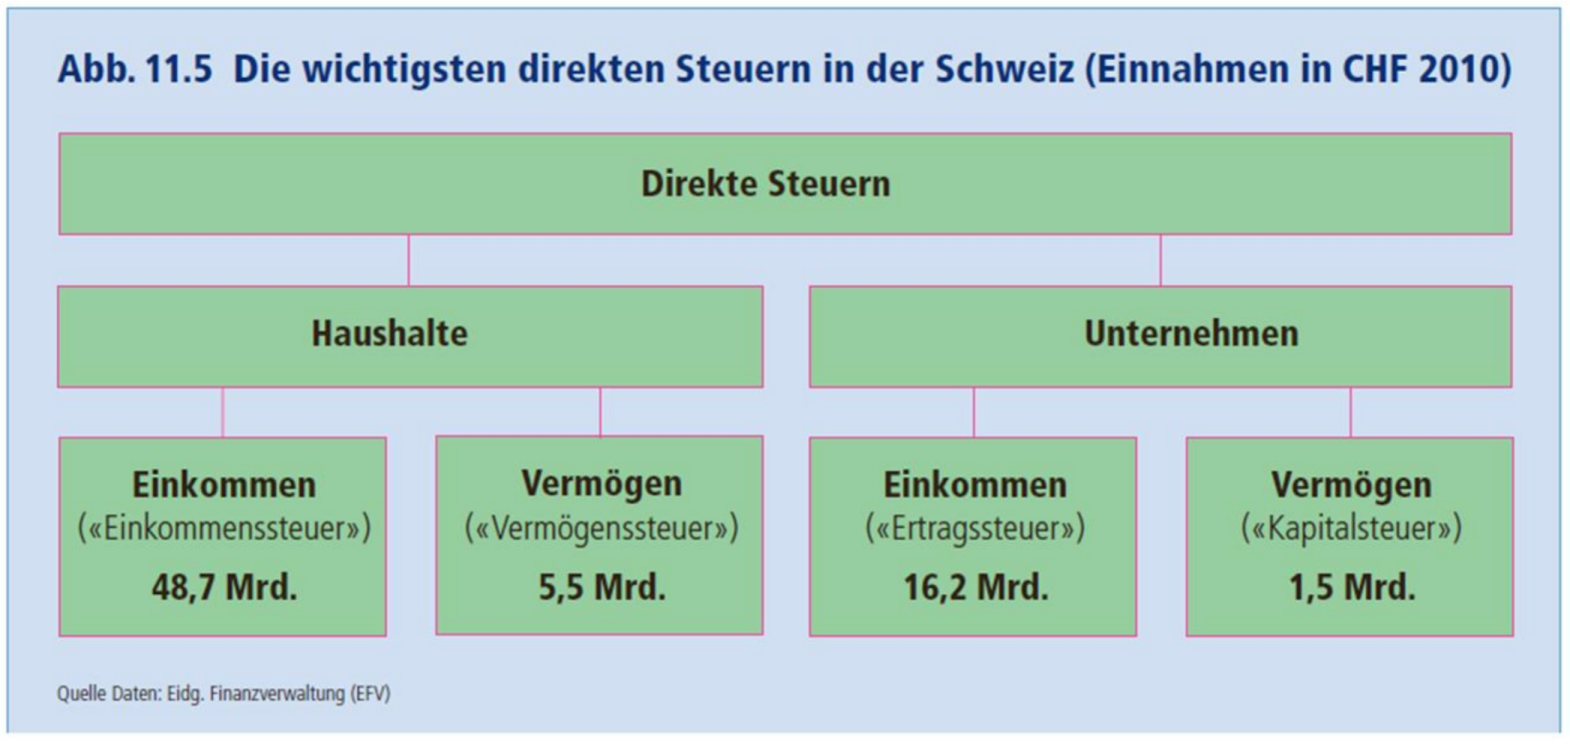 Abb. 11.5 Die wichtigsten direkten Steuern in der Schweiz (Einnahmen in CHF 2010)
Direkte Steuern
Haushalte
Unternehmen
Einkommen
(«Einkommenssteuer»)
48,7 Mrd.
Vermögen
(«Vermögenssteuer»)
5,5 Mrd.
Einkommen
(«Ertragssteuer»)
16,2 Mrd.
Vermögen
(«Kapitalsteuer»)
1,5 Mrd.
Quelle Daten: Eidg. Finanzverwaltung (EFV)